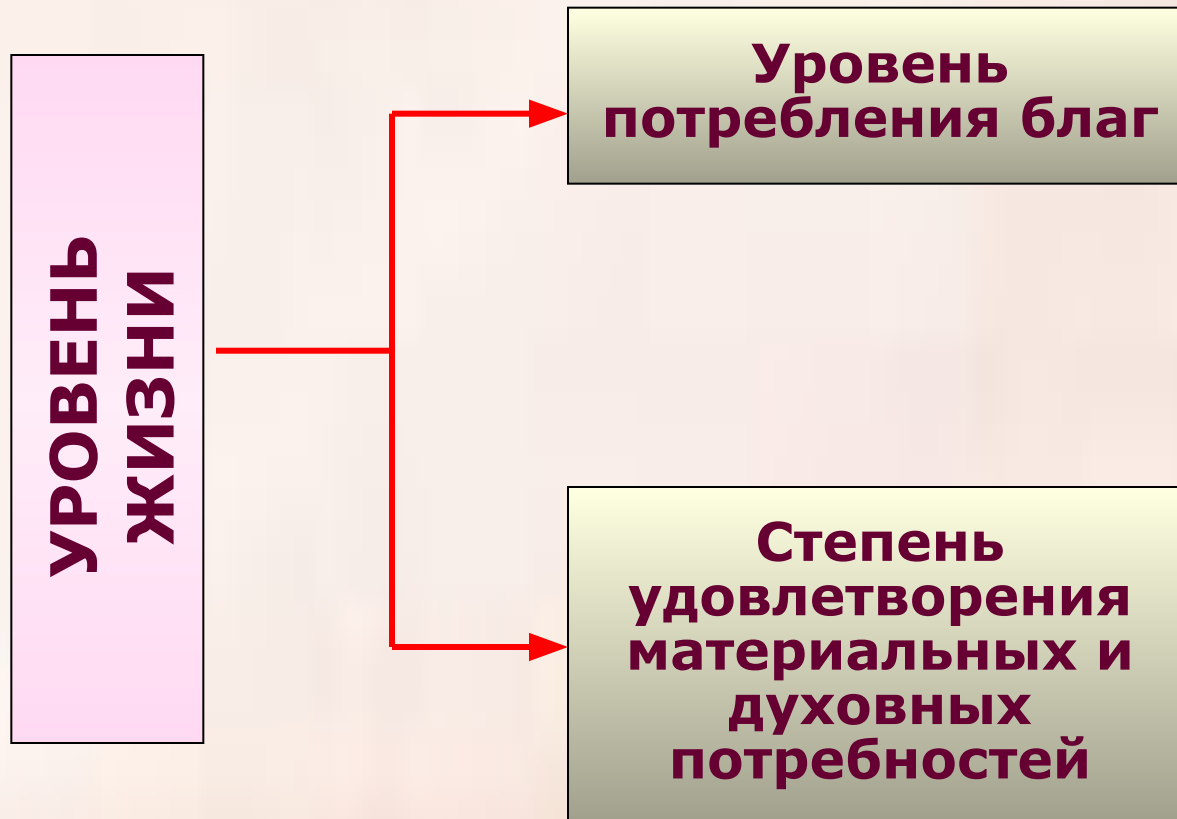 УРОВЕНЬ
ЖИЗНИ
Уровень
потребления благ
Степень
удовлетворения
материальных и
духовных
потребностей